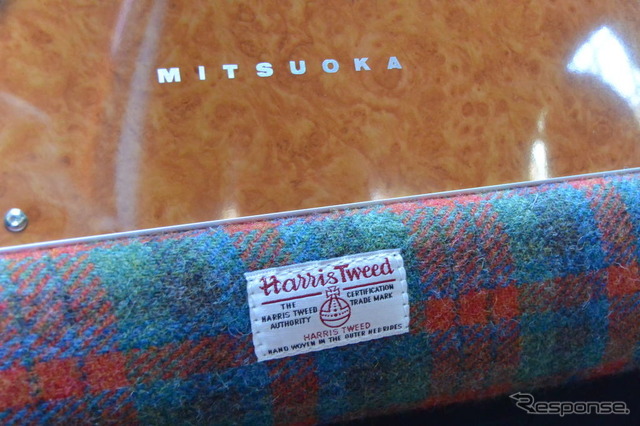 MITSUOKA
Harris Tweed
THE HARRIS TWEED AUTHORITY
CERTIFICATION TRADE MARK
HARRIS TWEED
HAND WOVEN IN THE OUTER HEBRIDES
Response.